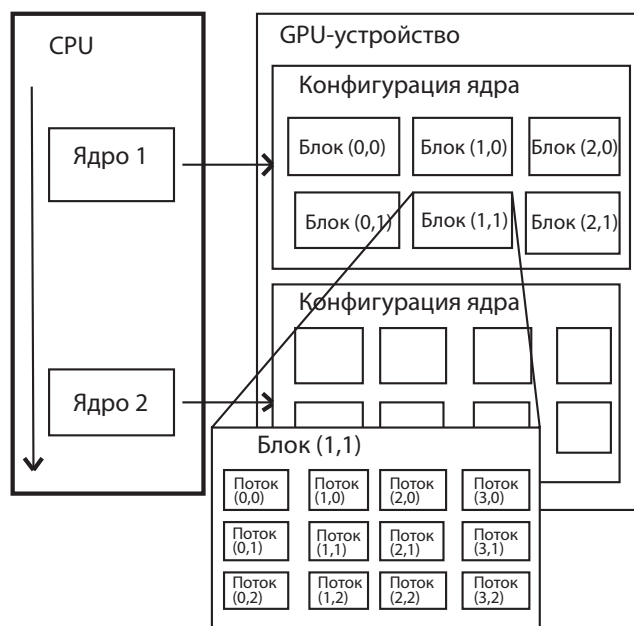 CPU
GPU-устройство
Конфигурация ядра
Ядро 1
Блок (0,0)
Блок (1,0)
Блок (2,0)
Блок (0,1)
Блок (1,1)
Блок (2,1)
Конфигурация ядра
Ядро 2
Блок (1,1)
Поток
(0,0)
Поток
(1,0)
Поток
(2,0)
Поток
(3,0)
Поток
(0,1)
Поток
(1,1)
Поток
(2,1)
Поток
(3,1)
Поток
(0,2)
Поток
(1,2)
Поток
(2,2)
Поток
(3,2)